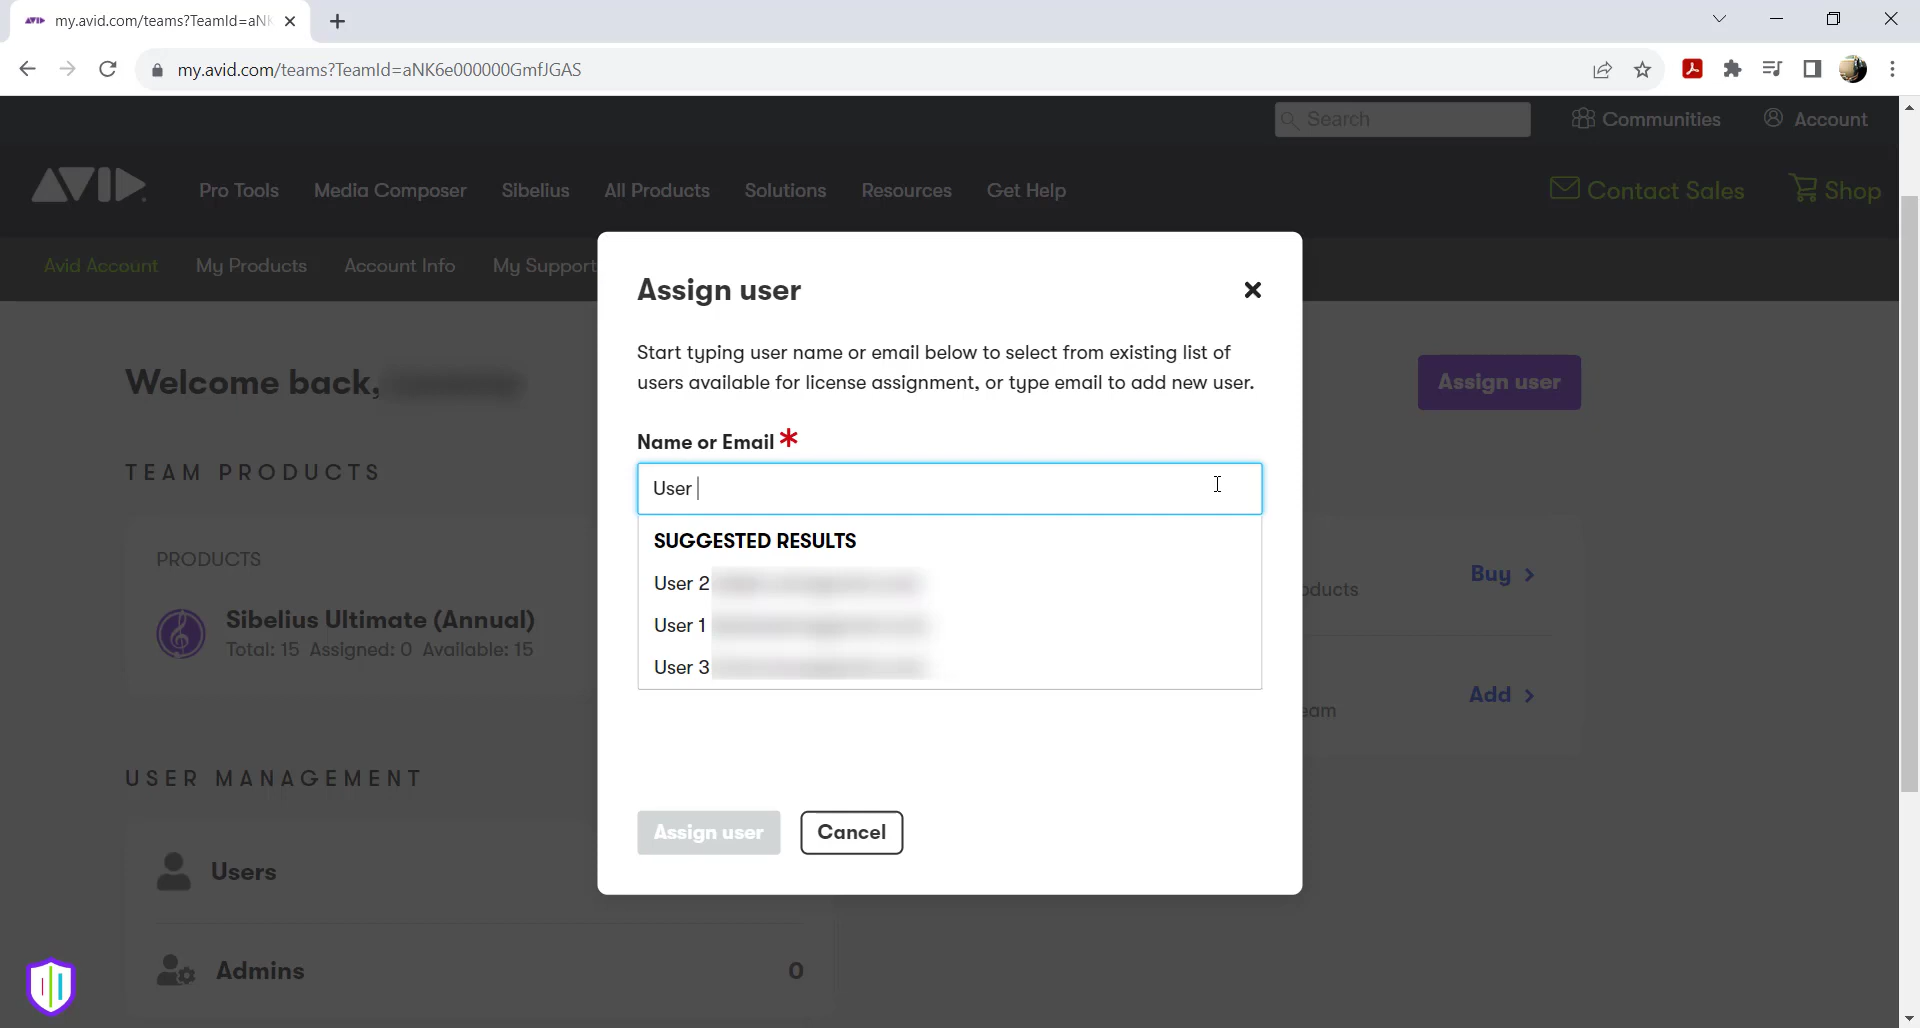 my.avid.com/teams?TeamId=aNK
my.avid.com/teams?TeamId=aNK6e000000GmfJGAS
Search
Communities
Account
AVID
Pro Tools
Media Composer
Sibelius
All Products
Solutions
Resources
Get Help
Contact Sales
Shop
Avid Account
My Products
Account Info
My Support
Welcome back,
Assign user
TEAM PRODUCTS
PRODUCTS
Sibelius Ultimate (Annual)
Total: 15 Assigned: 0 Available: 15
Buy
Add
USER MANAGEMENT
Users
Admins
0
Assign user
Start typing user name or email below to select from existing list of
users available for license assignment, or type email to add new user.
Name or Email *
User
SUGGESTED RESULTS
User 2
User 1
User 3
Assign user
Cancel